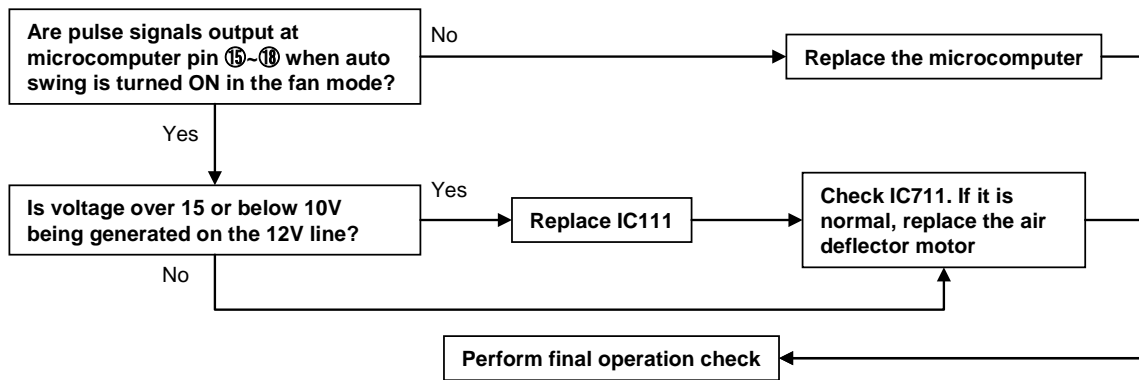 Are pulse signals output at
microcomputer pin ⑮~⑱ when auto
swing is turned ON in the fan mode?
No
Replace the microcomputer
Yes
Is voltage over 15 or below 10V
being generated on the 12V line?
Yes
Replace IC111
Check IC711. If it is
normal, replace the air
deflector motor
No
Perform final operation check